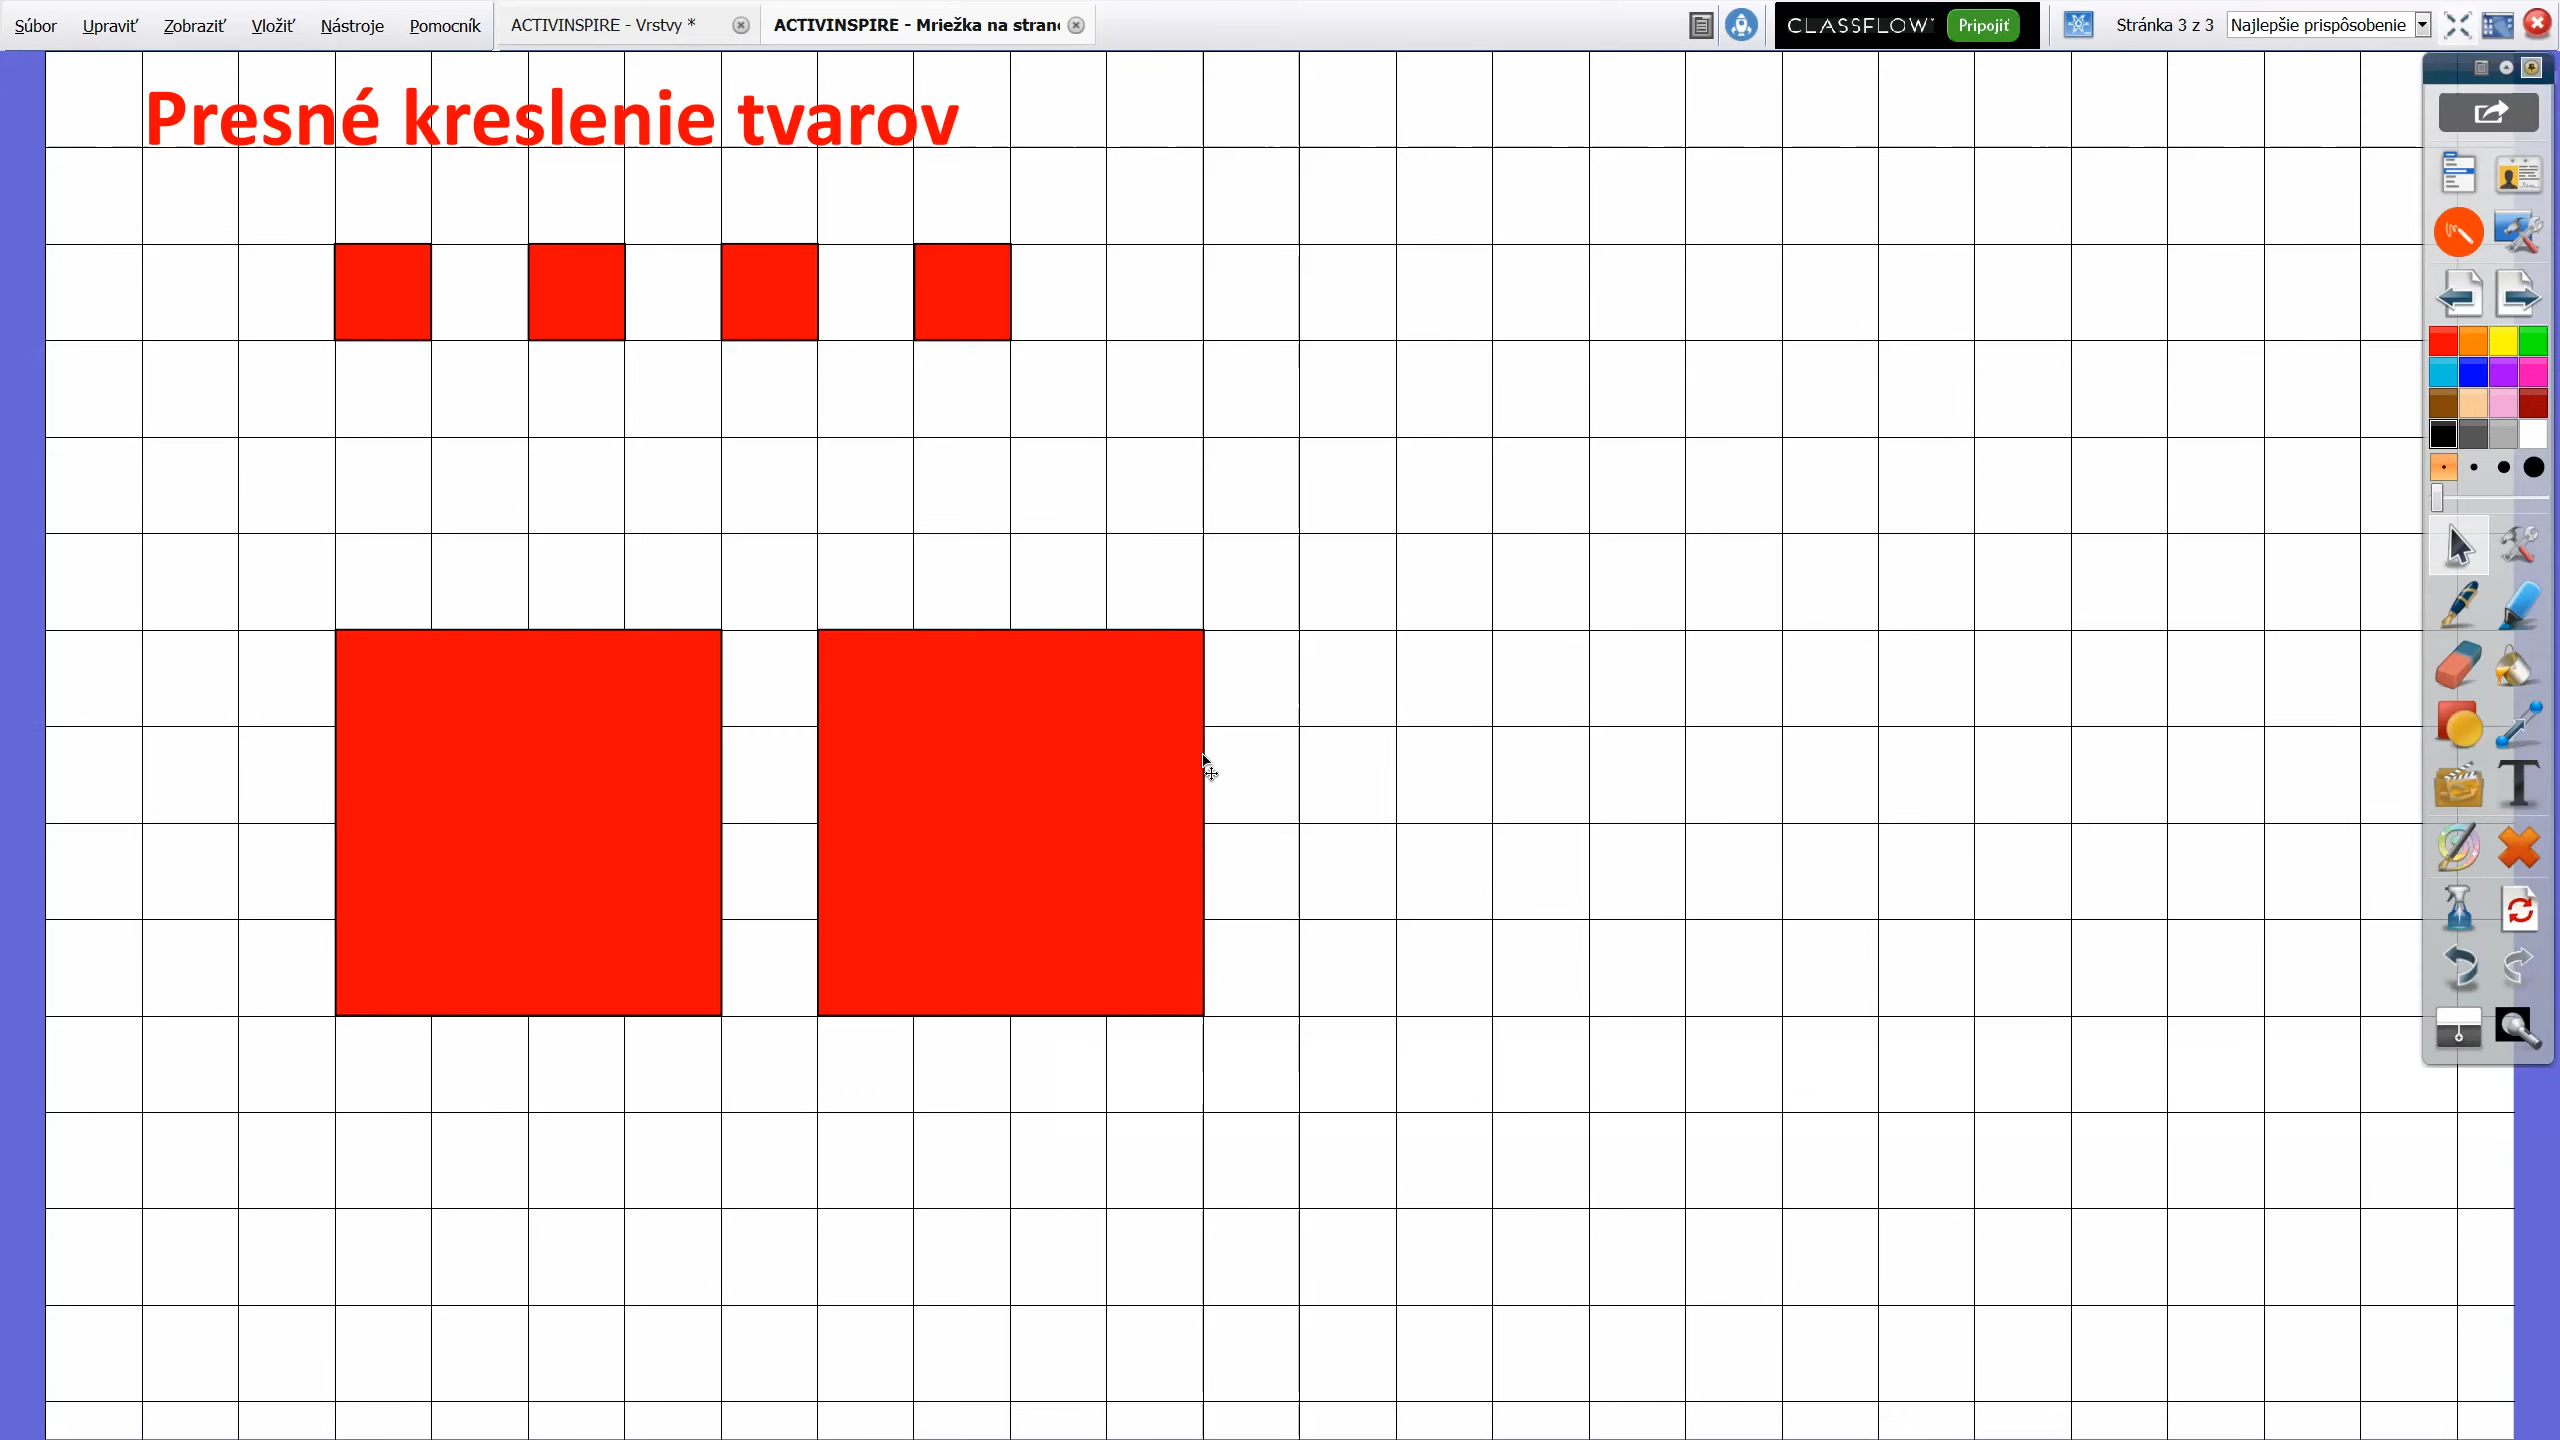 Súbor Upraviť Zobraziť Vložiť Nástroje Pomocník ACTIVINSPIRE - Vrstvy * ACTIVINSPIRE - Mriežka na stran CLASSFLOW Pripojiť Stránka 3 z 3 Najlepšie prispôsobenie
Presné kreslenie tvarov
T